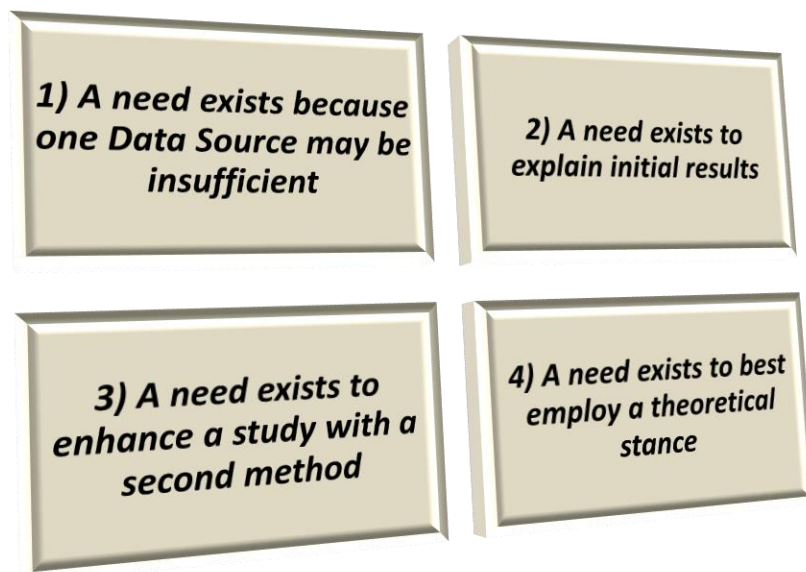 1) A need exists because
one Data Source may be
insufficient
2) A need exists to
explain initial results
3) A need exists to
enhance a study with a
second method
4) A need exists to best
employ a theoretical
stance